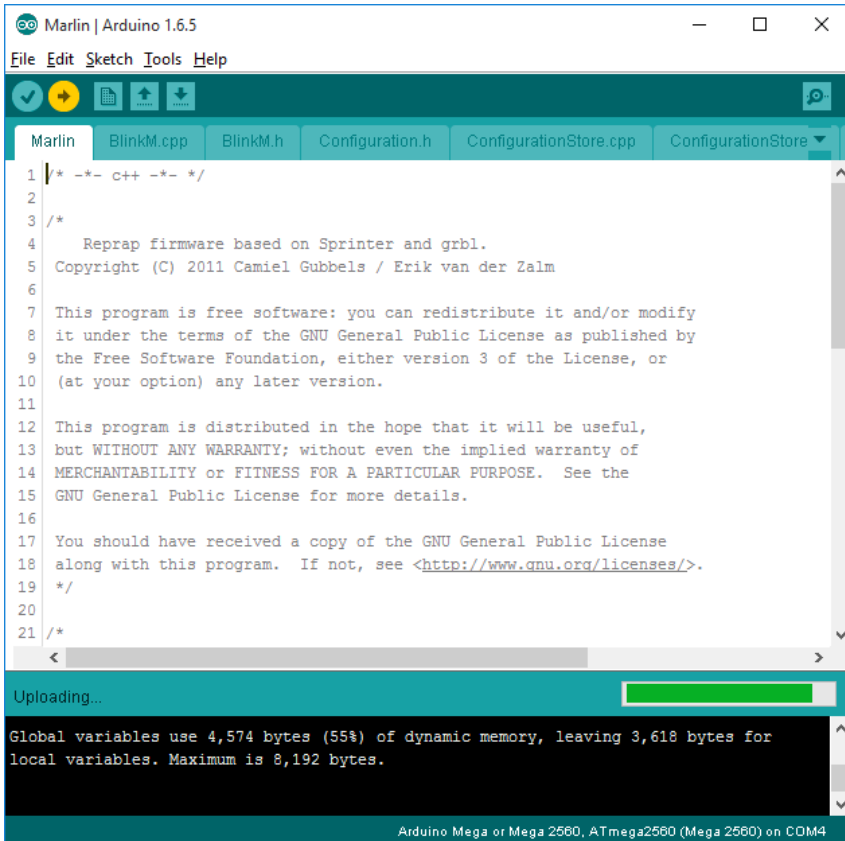 Marlin | Arduino 1.6.5
File Edit Sketch Tools Help
Marlin BlinkM.cpp BlinkM.h Configuration.h ConfigurationStore.cpp ConfigurationStore
1 /* -*- c++ -*- */
2
3 /*
4 Reprap firmware based on Sprinter and grbl.
5 Copyright (C) 2011 Camiel Gubbels / Erik van der Zalm
6
7 This program is free software: you can redistribute it and/or modify
8 it under the terms of the GNU General Public License as published by
9 the Free Software Foundation, either version 3 of the License, or
10 (at your option) any later version.
11
12 This program is distributed in the hope that it will be useful,
13 but WITHOUT ANY WARRANTY; without even the implied warranty of
14 MERCHANTABILITY or FITNESS FOR A PARTICULAR PURPOSE.  See the
15 GNU General Public License for more details.
16
17 You should have received a copy of the GNU General Public License
18 along with this program.  If not, see <http://www.gnu.org/licenses/>.
19 */
20
21 /*
Uploading...
Global variables use 4,574 bytes (55%) of dynamic memory, leaving 3,618 bytes for
local variables. Maximum is 8,192 bytes.
Arduino Mega or Mega 2560, ATmega2560 (Mega 2560) on COM4